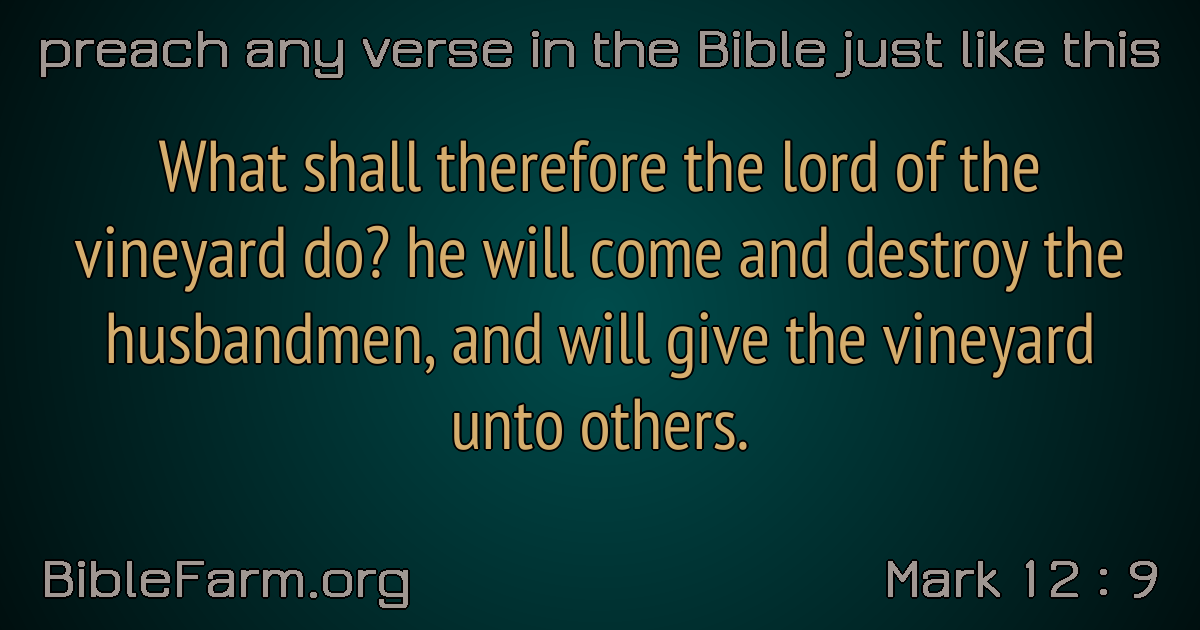 preach any verse in the Bible just like this
What shall therefore the lord of the
vineyard do? he will come and destroy the
husbandmen, and will give the vineyard
unto others.
BibleFarm.org
Mark 12 : 9